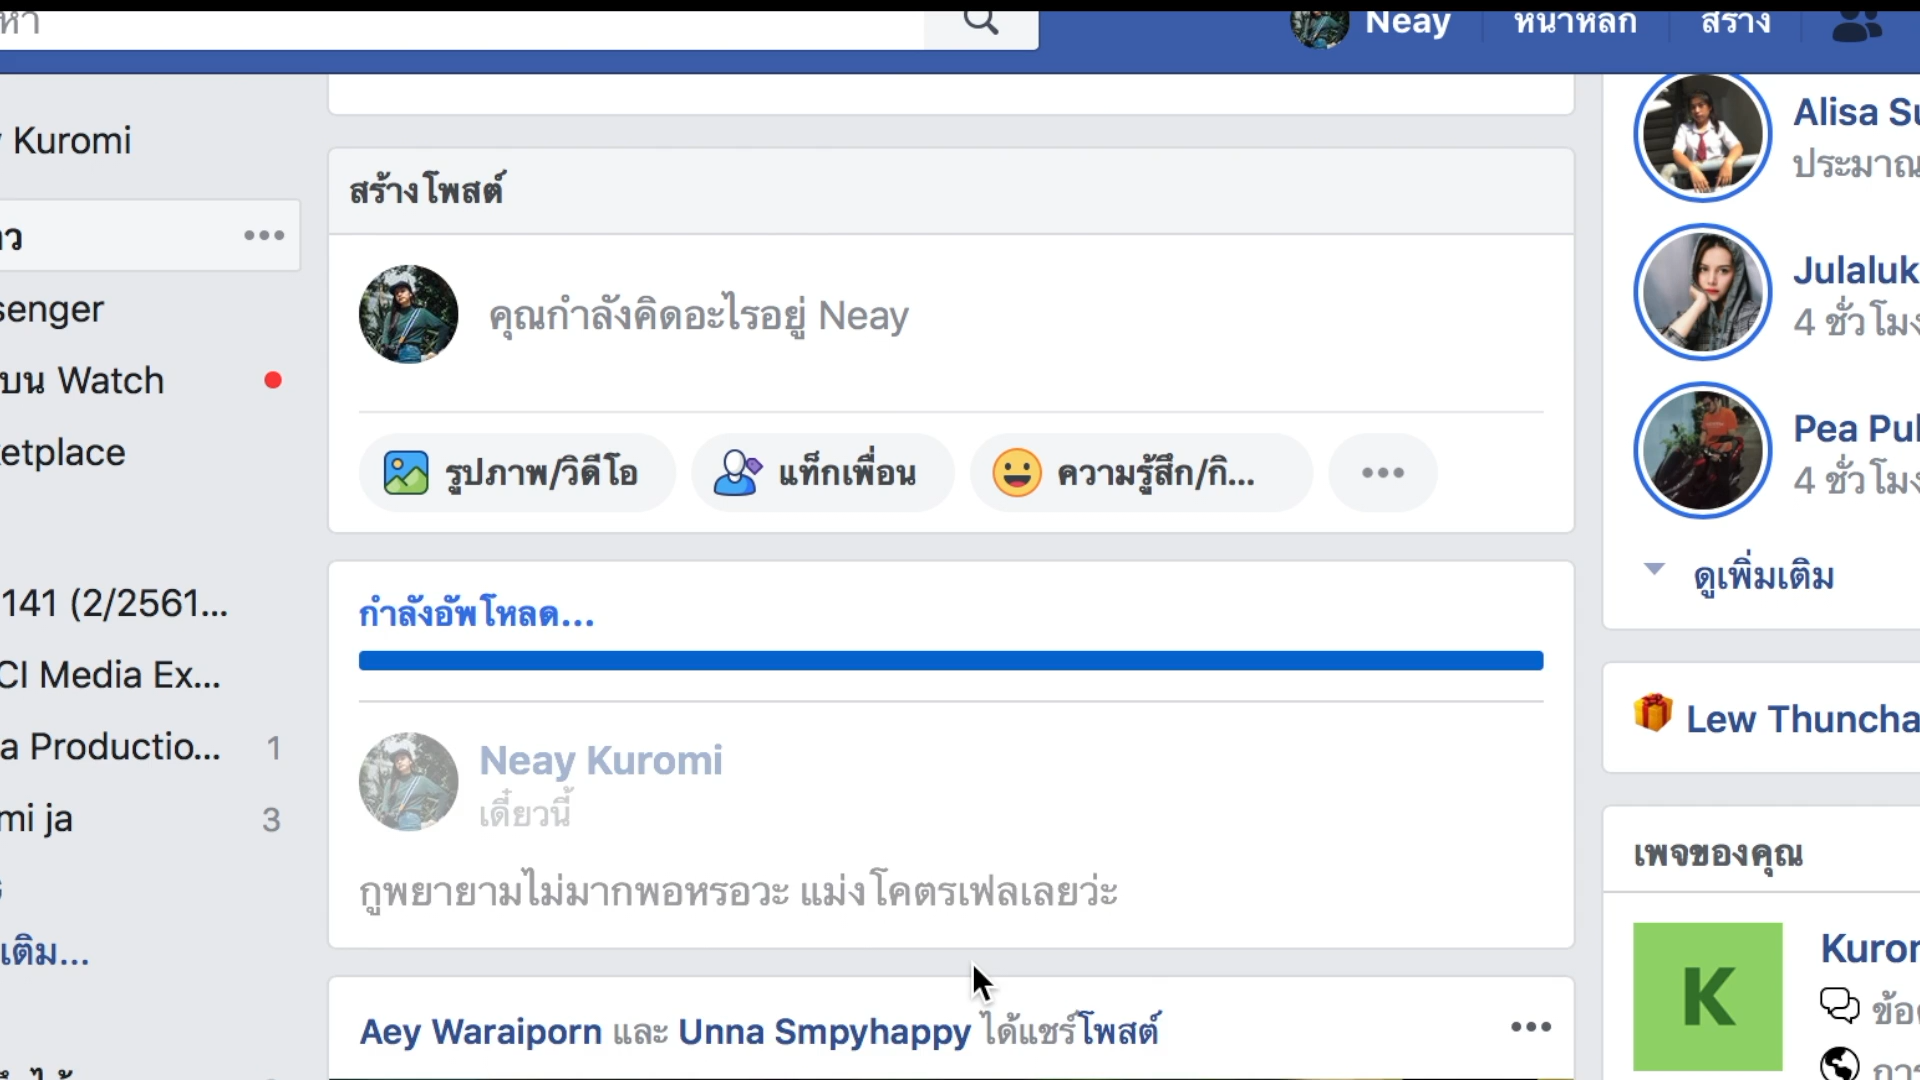 Neay
หน้าหลัก
สร้าง
Kuromi
senger
บน Watch
etplace
141 (2/2561...
CI Media Ex...
a Productio... 1
mi ja 3
เติม...
สร้างโพสต์
คุณกำลังคิดอะไรอยู่ Neay
รูปภาพ/วิดีโอ
แท็กเพื่อน
ความรู้สึก/กิ...
กำลังอัพโหลด...
Neay Kuromi
เดี๋ยวนี้
กูพยายามไม่มากพอหรอวะ แม่งโคตรเฟลเลยว่ะ
Aey Waraiporn และ Unna Smpyhappy ได้แชร์โพสต์
Alisa Su
ประมาณ
Julaluk
4 ชั่วโมง
Pea Pul
4 ชั่วโมง
ดูเพิ่มเติม
Lew Thuncha
เพจของคุณ
K
Kuror
ข้อ
การ